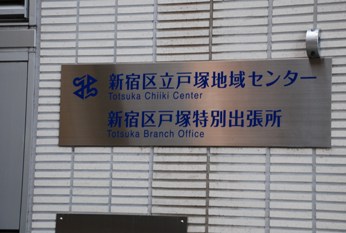 新宿区立戸塚地域センター
Totsuka Chiiki Center
新宿区戸塚特別出張所
Totsuka Branch Office